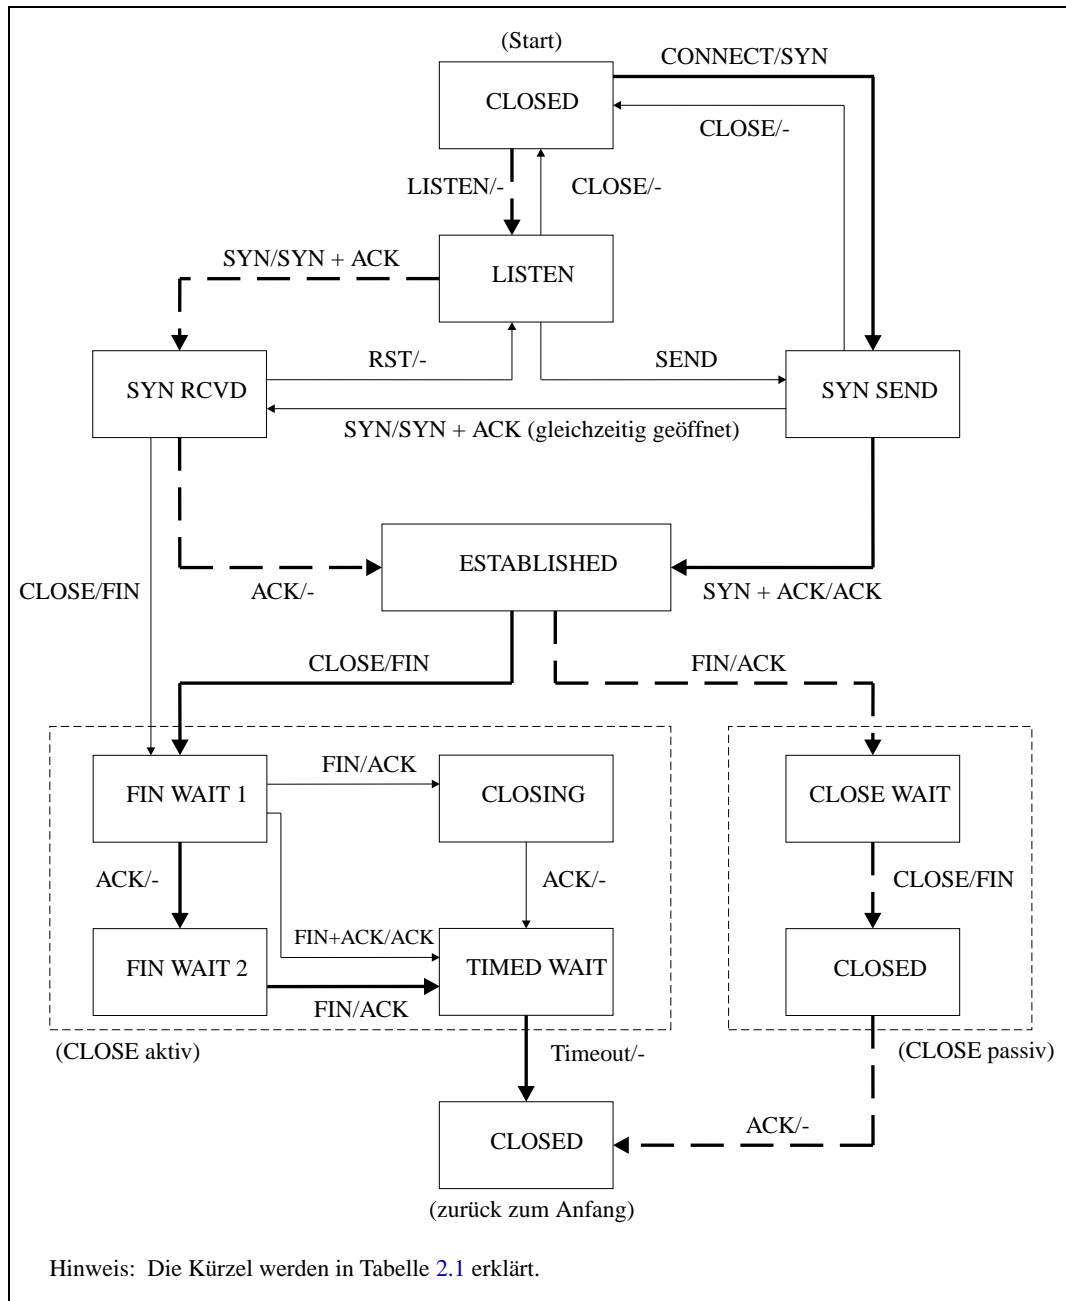 (Start)
CONNECT/SYN
CLOSED
CLOSE/-
LISTEN/-
CLOSE/-
SYN/SYN + ACK
LISTEN
RST/-
SEND
SYN RCVD
SYN SEND
SYN/SYN + ACK (gleichzeitig geöffnet)
ESTABLISHED
CLOSE/FIN
ACK/-
SYN + ACK/ACK
CLOSE/FIN
FIN/ACK
FIN/ACK
FIN WAIT 1
CLOSING
CLOSE WAIT
ACK/-
ACK/-
CLOSE/FIN
FIN+ACK/ACK
FIN WAIT 2
TIMED WAIT
CLOSED
FIN/ACK
(CLOSE aktiv)
Timeout/-
(CLOSE passiv)
ACK/-
CLOSED
(zurück zum Anfang)
Hinweis: Die Kürzel werden in Tabelle 2.1 erklärt.